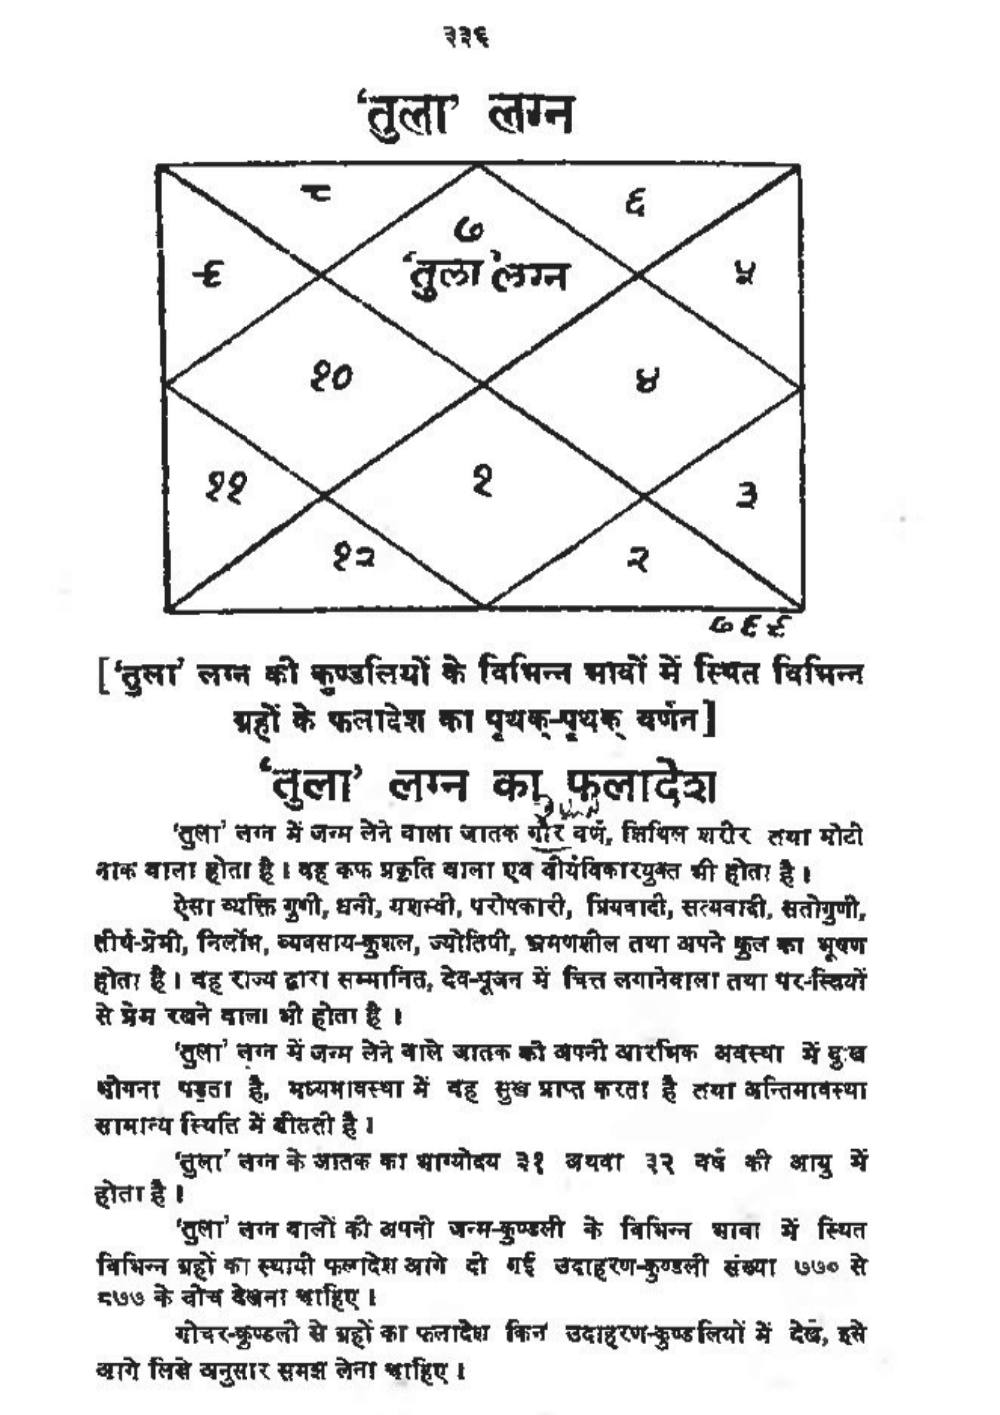 ३३६
‘तुला’ लग्न
८
६
७
‘तुला’ लग्न
९
५
१०
४
११
१
३
१२
२
७६९
[‘तुला’ लग्न की कुण्डलियों के विभिन्न भावों में स्थित विभिन्न
ग्रहों के फलादेश का पृथक्-पृथक् वर्णन]
‘तुला’ लग्न का फलादेश
‘तुला’ लग्न में जन्म लेने वाला जातक गौर वर्ण, शिथिल शरीर तथा मोटी
नाक वाला होता है। वह कफ प्रकृति वाला एव वीर्यविकारयुक्त भी होता है।
ऐसा व्यक्ति गुणी, धनी, यशस्वी, परोपकारी, प्रियवादी, सत्यवादी, सतोगुणी,
तीर्थ-प्रेमी, निर्लोभ, व्यवसाय-कुशल, ज्योतिषी, भ्रमणशील तथा अपने कुल का भूषण
होता है। वह राज्य द्वारा सम्मानित, देव-पूजन में चित्त लगानेवाला तथा पर-स्त्रियों
से प्रेम रखने वाला भी होता है।
‘तुला’ लग्न में जन्म लेने वाले जातक को अपनी आरंभिक अवस्था में दुःख
भोगना पड़ता है, मध्यमावस्था में वह सुख प्राप्त करता है तथा अन्तिमावस्था
सामान्य स्थिति में बीतती है।
‘तुला’ लग्न के जातक का भाग्योदय ३१ अथवा ३२ वर्ष की आयु में
होता है।
‘तुला’ लग्न वालों की अपनी जन्म-कुण्डली के विभिन्न भावा में स्थित
विभिन्न ग्रहों का स्थायी फलादेश आगे दी गई उदाहरण-कुण्डली संख्या ७७० से
८७७ के बीच देखना चाहिए।
गोचर-कुण्डली से ग्रहों का फलादेश किन उदाहरण-कुण्डलियों में देखें, इसे
आगे लिखे अनुसार समझ लेना चाहिए।